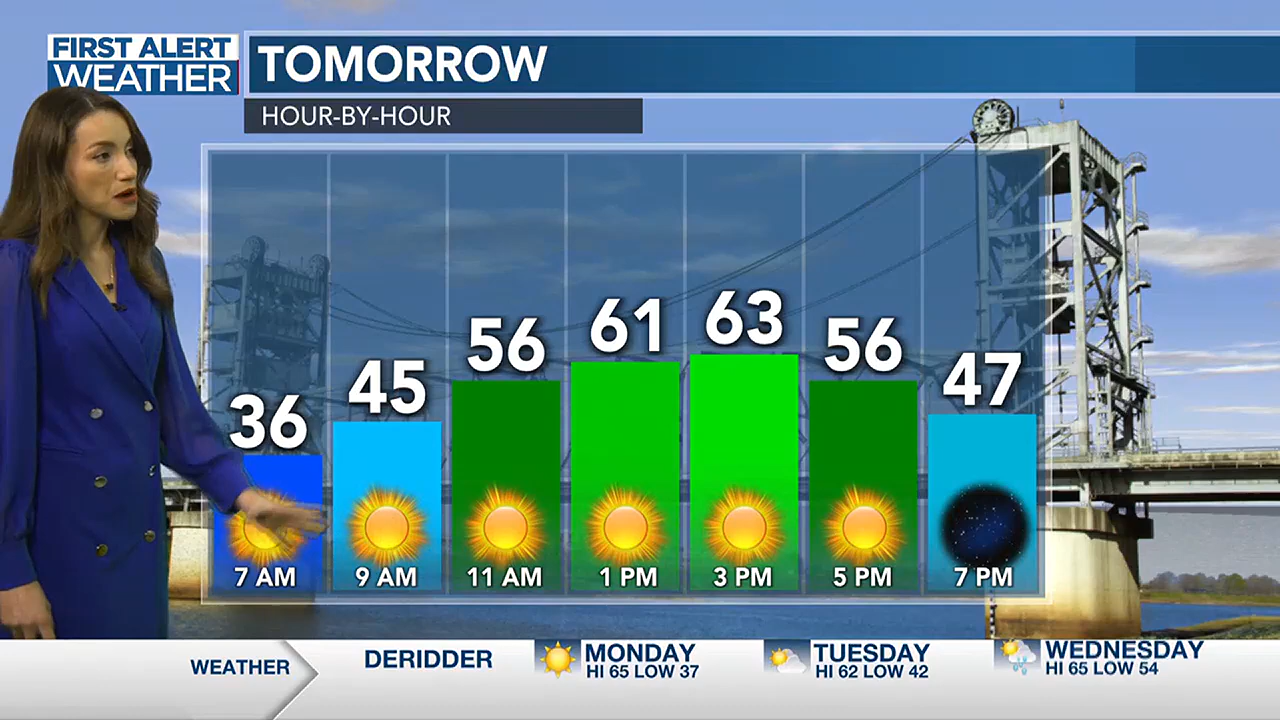 FIRST ALERT
WEATHER
TOMORROW
HOUR-BY-HOUR
36
45
56
61
63
56
47
7 AM
9 AM
11 AM
1 PM
3 PM
5 PM
7 PM
WEATHER
DERIDDER
MONDAY
HI 65 LOW 37
TUESDAY
HI 62 LOW 42
WEDNESDAY
HI 65 LOW 54